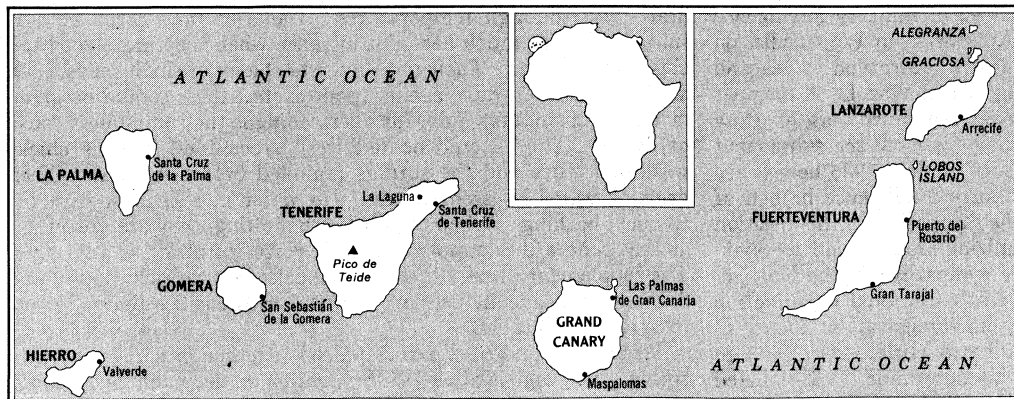 ATLANTIC OCEAN
ALEGRANZA
GRACIOSA
LANZAROTE
Arrecife
LA PALMA
Santa Cruz
de la Palma
LOBOS
ISLAND
La Laguna
TENERIFE
Santa Cruz
de Tenerife
FUERTEVENTURA
Puerto del
Rosario
Pico de
Teide
GOMERA
San Sebastián
de la Gomera
Las Palmas
de Gran Canaria
Gran Tarajal
GRAND
CANARY
HIERRO
Valverde
Maspalomas
ATLANTIC OCEAN